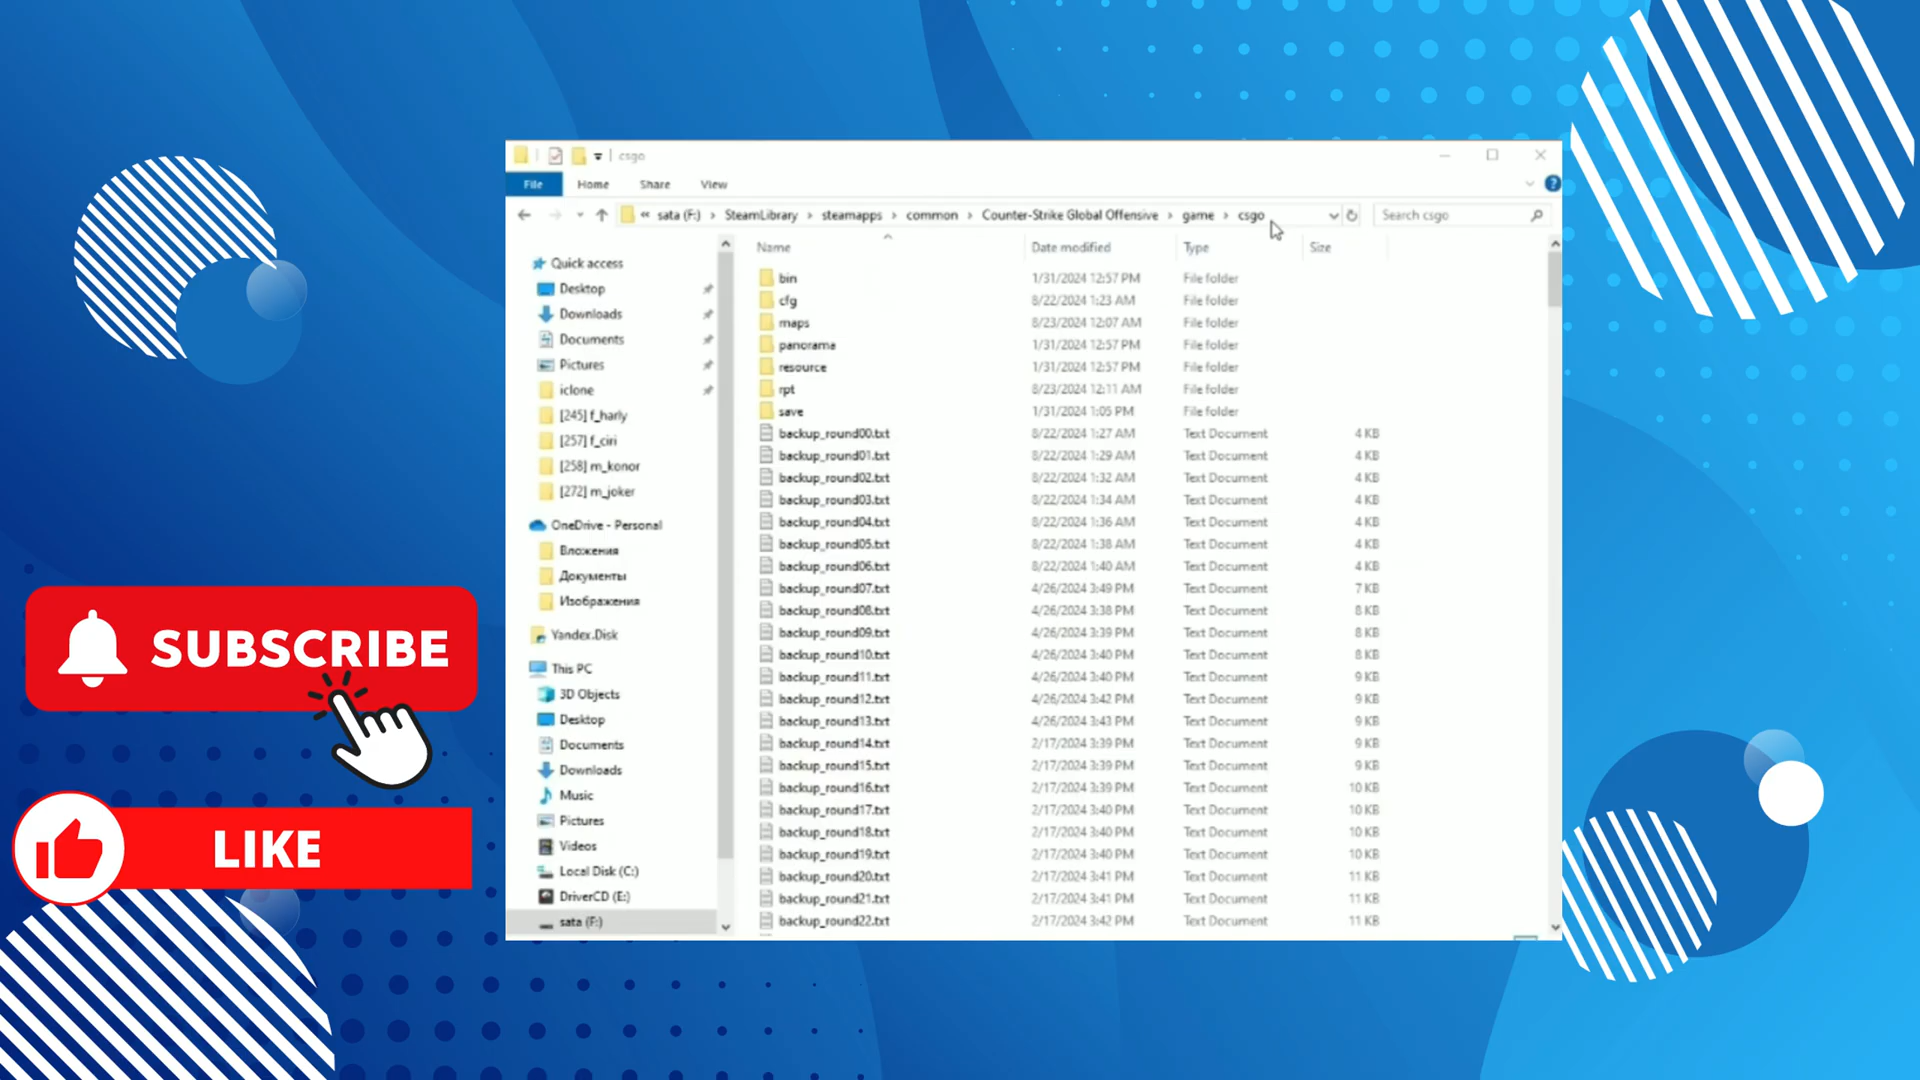 csgo
File Home Share View
« sata (F:) › SteamLibrary › steamapps › common › Counter-Strike Global Offensive › game › csgo
Search csgo
Quick access
Desktop
Downloads
Documents
Pictures
iclone
[245] f_harly
[257] f_ciri
[258] m_konor
[272] m_joker
OneDrive - Personal
Вложения
Документы
Изображения
Yandex.Disk
This PC
3D Objects
Desktop
Documents
Downloads
Music
Pictures
Videos
Local Disk (C:)
DriverCD (E:)
sata (F:)
Name Date modified Type Size
bin 1/31/2024 12:57 PM File folder
cfg 8/22/2024 1:23 AM File folder
maps 8/23/2024 12:07 AM File folder
panorama 1/31/2024 12:57 PM File folder
resource 1/31/2024 12:57 PM File folder
rpt 8/23/2024 12:11 AM File folder
save 1/31/2024 1:05 PM File folder
backup_round00.txt 8/22/2024 1:27 AM Text Document 4 KB
backup_round01.txt 8/22/2024 1:29 AM Text Document 4 KB
backup_round02.txt 8/22/2024 1:32 AM Text Document 4 KB
backup_round03.txt 8/22/2024 1:34 AM Text Document 4 KB
backup_round04.txt 8/22/2024 1:36 AM Text Document 4 KB
backup_round05.txt 8/22/2024 1:38 AM Text Document 4 KB
backup_round06.txt 8/22/2024 1:40 AM Text Document 4 KB
backup_round07.txt 4/26/2024 3:49 PM Text Document 7 KB
backup_round08.txt 4/26/2024 3:38 PM Text Document 8 KB
backup_round09.txt 4/26/2024 3:39 PM Text Document 8 KB
backup_round10.txt 4/26/2024 3:40 PM Text Document 8 KB
backup_round11.txt 4/26/2024 3:40 PM Text Document 9 KB
backup_round12.txt 4/26/2024 3:42 PM Text Document 9 KB
backup_round13.txt 4/26/2024 3:43 PM Text Document 9 KB
backup_round14.txt 2/17/2024 3:39 PM Text Document 9 KB
backup_round15.txt 2/17/2024 3:39 PM Text Document 9 KB
backup_round16.txt 2/17/2024 3:39 PM Text Document 10 KB
backup_round17.txt 2/17/2024 3:40 PM Text Document 10 KB
backup_round18.txt 2/17/2024 3:40 PM Text Document 10 KB
backup_round19.txt 2/17/2024 3:40 PM Text Document 10 KB
backup_round20.txt 2/17/2024 3:41 PM Text Document 11 KB
backup_round21.txt 2/17/2024 3:41 PM Text Document 11 KB
backup_round22.txt 2/17/2024 3:42 PM Text Document 11 KB
SUBSCRIBE
LIKE